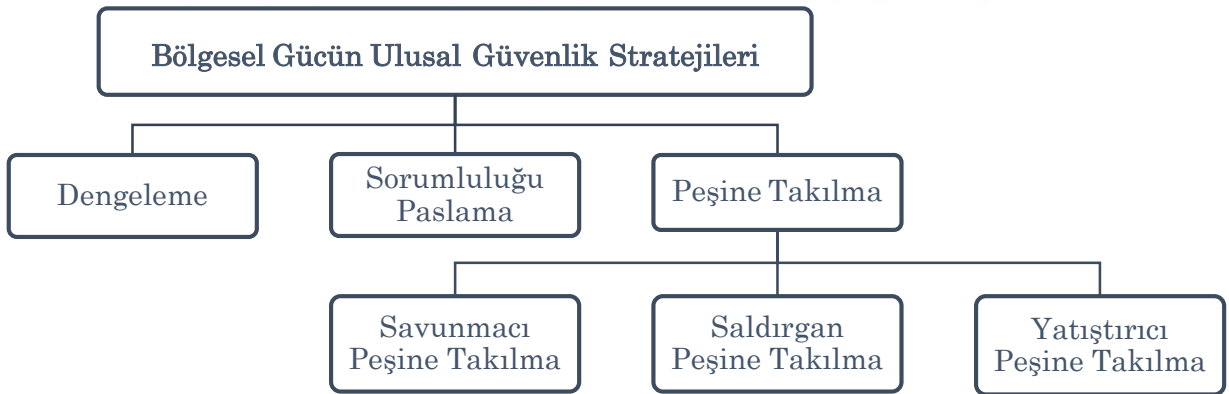 Bölgesel Gücün Ulusal Güvenlik Stratejileri
Dengeleme
Sorumluluğu
Paslama
Peşine Takılma
Savunmacı
Peşine Takılma
Saldırgan
Peşine Takılma
Yatıştırıcı
Peşine Takılma